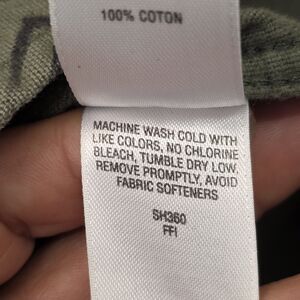 100% COTON
MACHINE WASH COLD WITH
LIKE COLORS, NO CHLORINE
BLEACH, TUMBLE DRY LOW,
REMOVE PROMPTLY, AVOID
FABRIC SOFTENERS
SH360
FFI